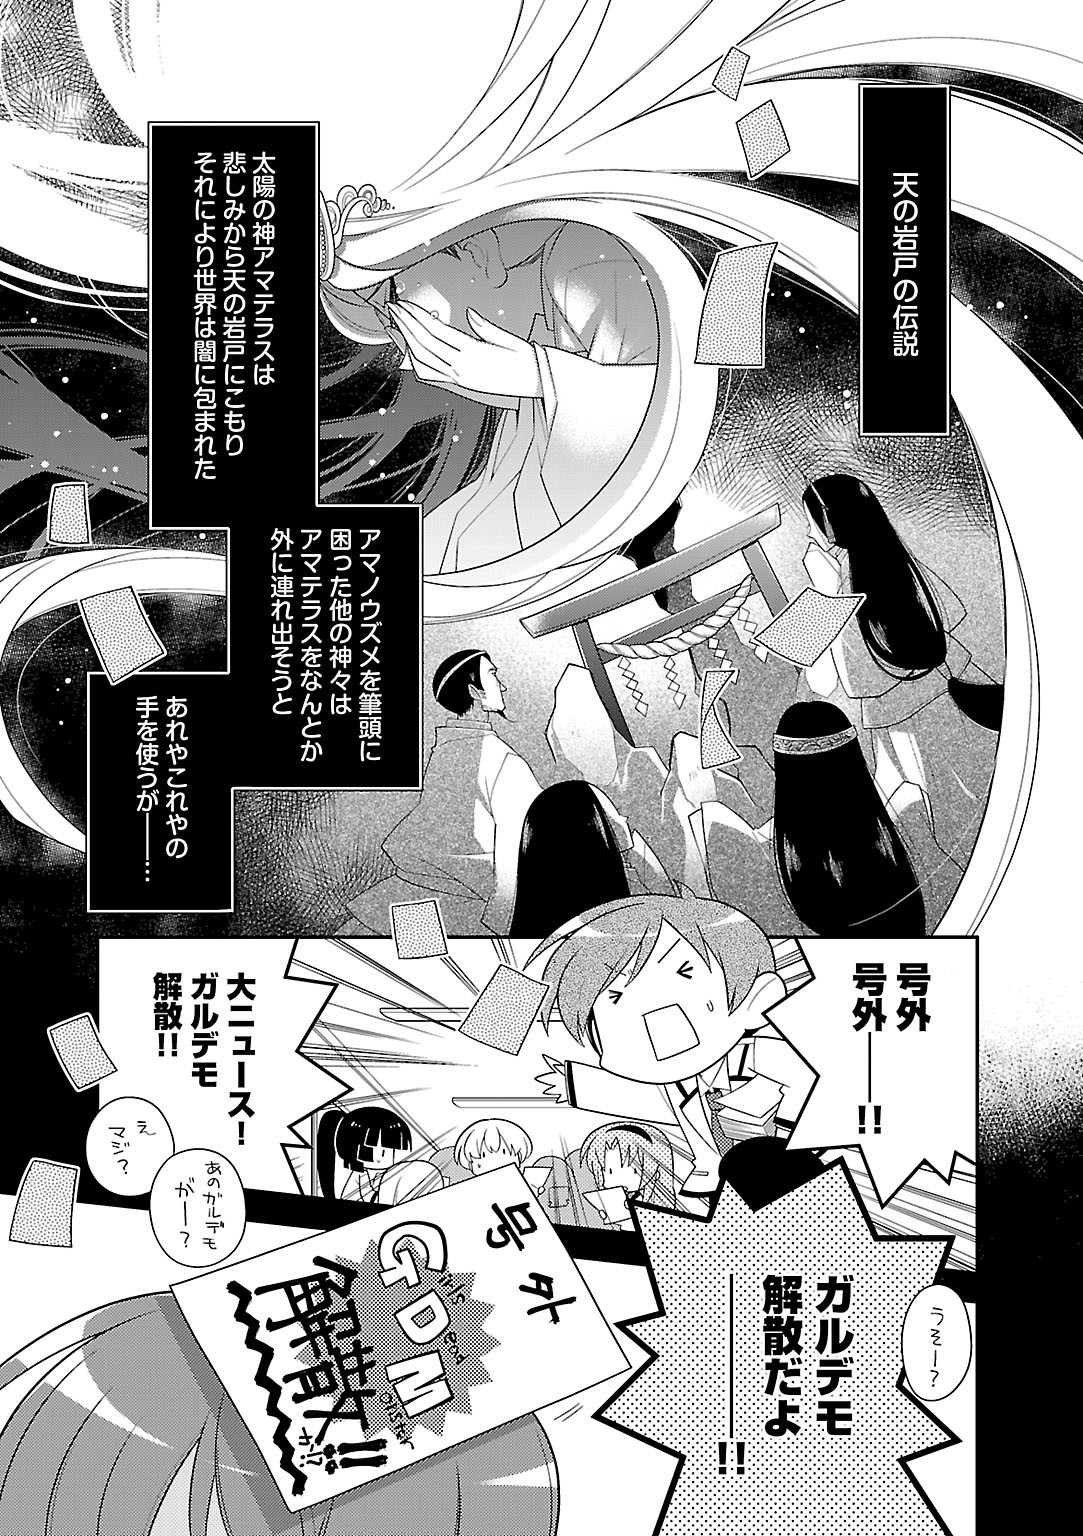 天の岩戸の伝説
太陽の神アマテラスは
悲しみから天の岩戸にこもり
それにより世界は闇に包まれた
アマノウズメを筆頭に
困った他の神々は
アマテラスをなんとか
外に連れ出そうと
あれやこれやの
手を使うが――…
号外
号外――!!
大ニュース!
ガルデモ
解散!!
え
マジ?
あのガルデモ
がー?
ガルデモ
解散だよ
――!!
うそー?
号外
GDM
Girls
Dead
Monster
解散!!
か!?